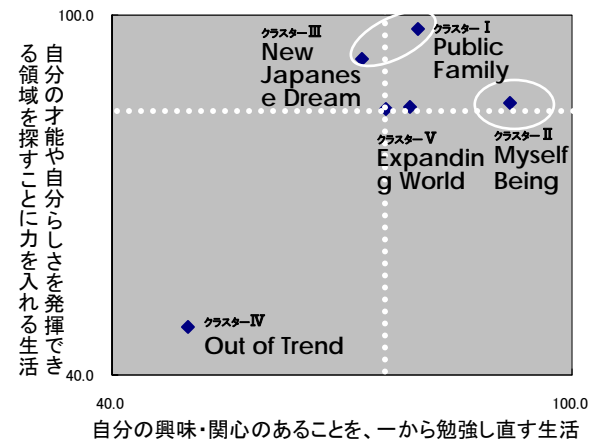 100.0
自分の才能や自分らしさを発揮でき
る領域を探すことに力を入れる生活
クラスターⅢ
New
Japanes
e Dream
クラスターⅠ
Public
Family
クラスターⅤ
Expandin
g World
クラスターⅡ
Myself
Being
クラスターⅣ
Out of Trend
40.0
40.0
100.0
自分の興味・関心のあることを、一から勉強し直す生活